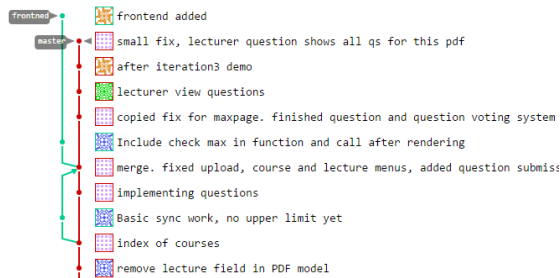 frontned
frontend added
master
small fix, lecturer question shows all qs for this pdf
after iteration3 demo
lecturer view questions
copied fix for maxpage. finished question and question voting system
Include check max in function and call after rendering
merge. fixed upload, course and lecture menus, added question submiss
implementing questions
Basic sync work, no upper limit yet
index of courses
remove lecture field in PDF model